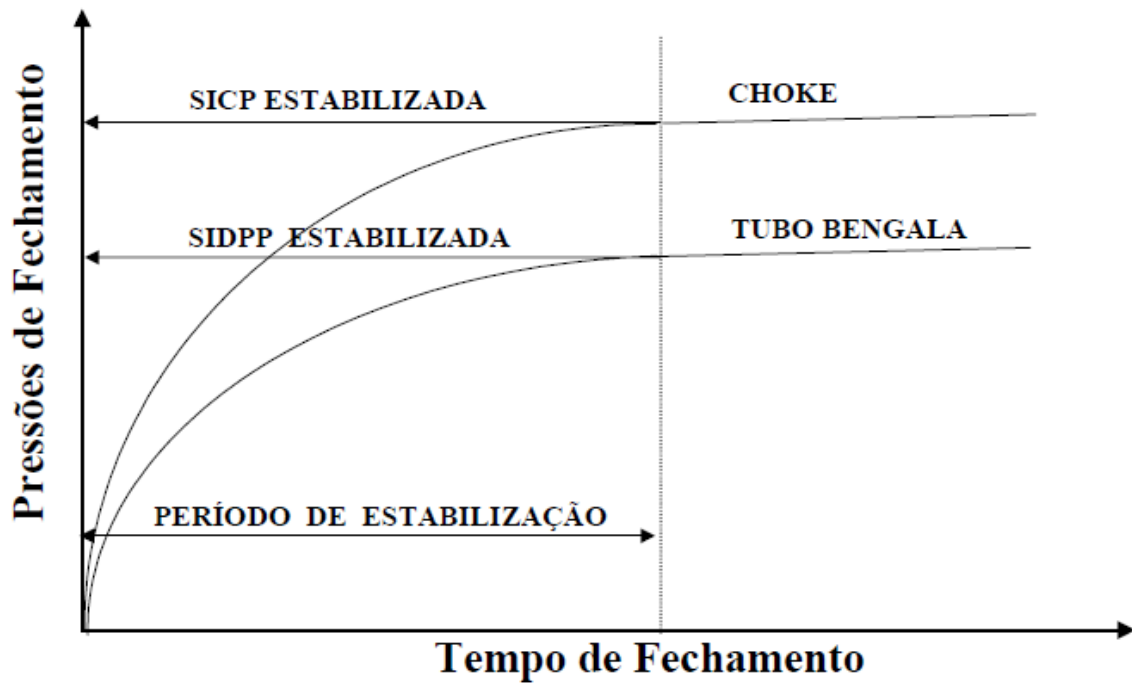 SICP ESTABILIZADA
CHOKE
SIDPP ESTABILIZADA
TUBO BENGALA
PERÍODO DE ESTABILIZAÇÃO
Pressões de Fechamento
Tempo de Fechamento